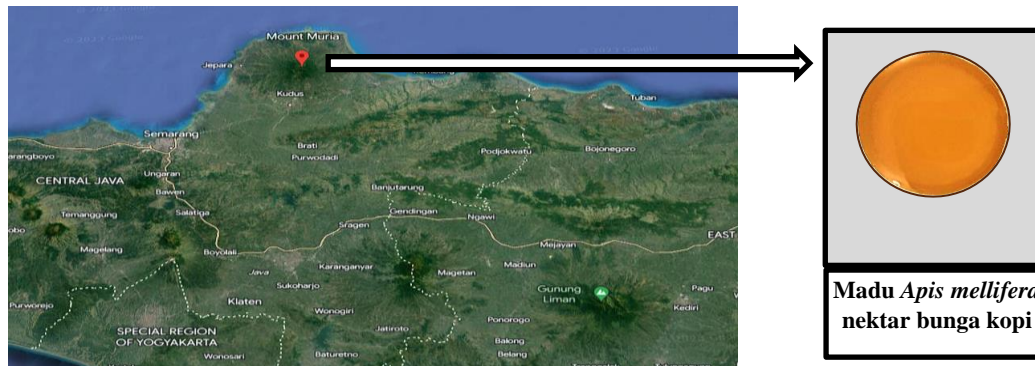 Mount Muria
Jepara
Kudus
Tuban
Semarang
Brati
Purwodadi
Podjokwatu
Bojonegoro
arangboyo
Ungaran
CENTRAL JAVA
Bawen
Banjutarung
Temanggung
Salatiga
Gendingan
Ngawi
obo
Sragen
EAST
Magelang
Boyolali
Mejayan
Java
Karanganyar
Magetan
Madiun
Sukoharjo
Gunung
Liman
Pagu
Klaten
Kediri
Purworejo
Wonogiri
Ponorogo
SPECIAL REGION
OF YOGYAKARTA
Jatiroto
Balong
Wonosari
Baturetno
Belang
Madu Apis mellifera
nektar bunga kopi